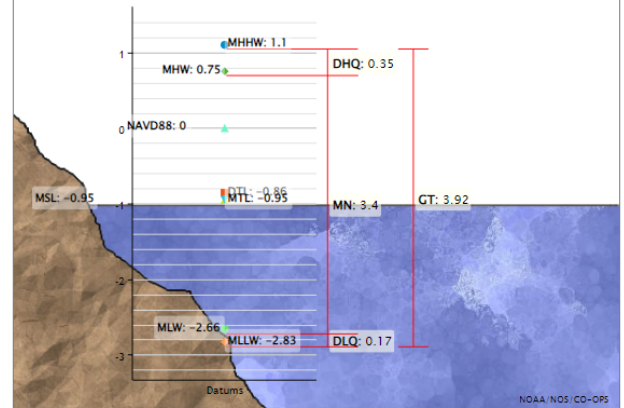 MHHW: 1.1
1
DHQ: 0.35
MHW: 0.75
NAVD88: 0
0
DTL: -0.86
MSL: -0.95
MTL: -0.95
-1
MN: 3.4
GT: 3.92
-2
MLW: -2.66
MLLW: -2.83
DLQ: 0.17
-3
Datums
NOAA/NOS/CO-OPS